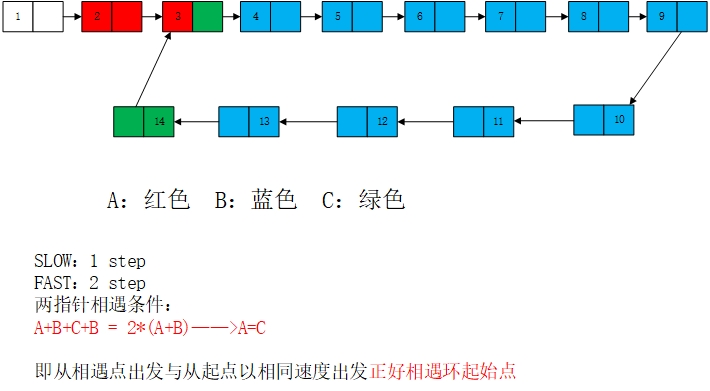 1 2 3 4 5 6 7 8 9
14 13 12 11 10
A: 红色 B: 蓝色 C: 绿色
SLOW: 1 step
FAST: 2 step
两指针相遇条件:
A+B+C+B = 2*(A+B)——>A=C
即从相遇点出发与从起点以相同速度出发正好相遇环起始点